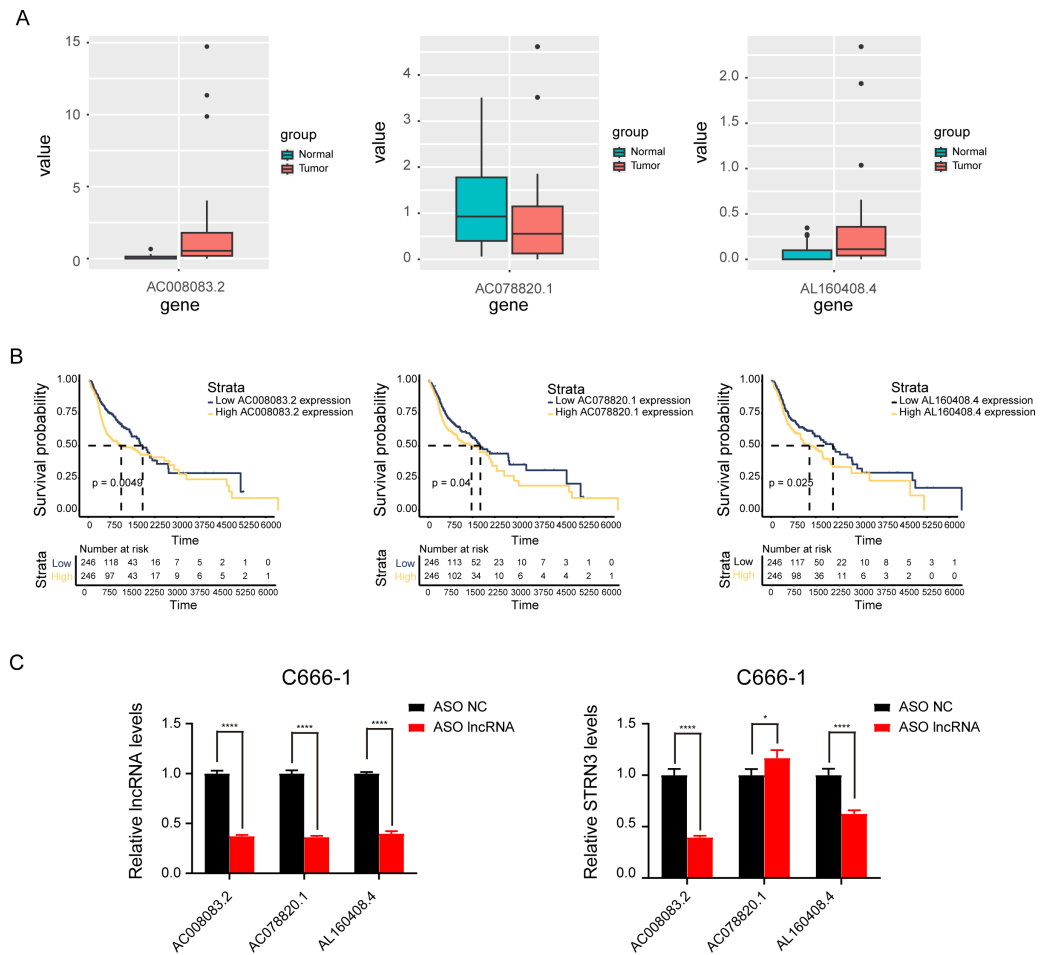 A
15
10
5
0
value
AC008083.2
gene
group
Normal
Tumor
4
3
2
1
0
value
AC078820.1
gene
group
Normal
Tumor
2.0
1.5
1.0
0.5
0.0
value
AL160408.4
gene
group
Normal
Tumor
B
Survival probability
1.00
0.75
0.50
0.25
0.00
Strata
Low AC008083.2 expression
High AC008083.2 expression
p = 0.0049
0 750 1500 2250 3000 3750 4500 5250 6000
Time
Number at risk
Strata
Low 246 118 43 16 7 5 2 1 0
High 246 97 43 17 9 6 5 2 1
0 750 1500 2250 3000 3750 4500 5250 6000
Time
Survival probability
1.00
0.75
0.50
0.25
0.00
Strata
Low AC078820.1 expression
High AC078820.1 expression
p = 0.04
0 750 1500 2250 3000 3750 4500 5250 6000
Time
Number at risk
Strata
Low 246 113 52 23 10 7 3 1 0
High 246 102 34 10 6 4 4 2 1
0 750 1500 2250 3000 3750 4500 5250 6000
Time
Survival probability
1.00
0.75
0.50
0.25
0.00
Strata
Low AL160408.4 expression
High AL160408.4 expression
p = 0.025
0 750 1500 2250 3000 3750 4500 5250 6000
Time
Number at risk
Strata
Low 246 117 50 22 10 8 5 3 1
High 246 98 36 11 6 3 2 0 0
0 750 1500 2250 3000 3750 4500 5250 6000
Time
C
C666-1
Relative lncRNA levels
1.5
1.0
0.5
0.0
**** **** ****
ASO NC
ASO lncRNA
AC008083.2
AC078820.1
AL160408.4
C666-1
Relative STRN3 levels
1.5
1.0
0.5
0.0
**** * ****
ASO NC
ASO lncRNA
AC008083.2
AC078820.1
AL160408.4